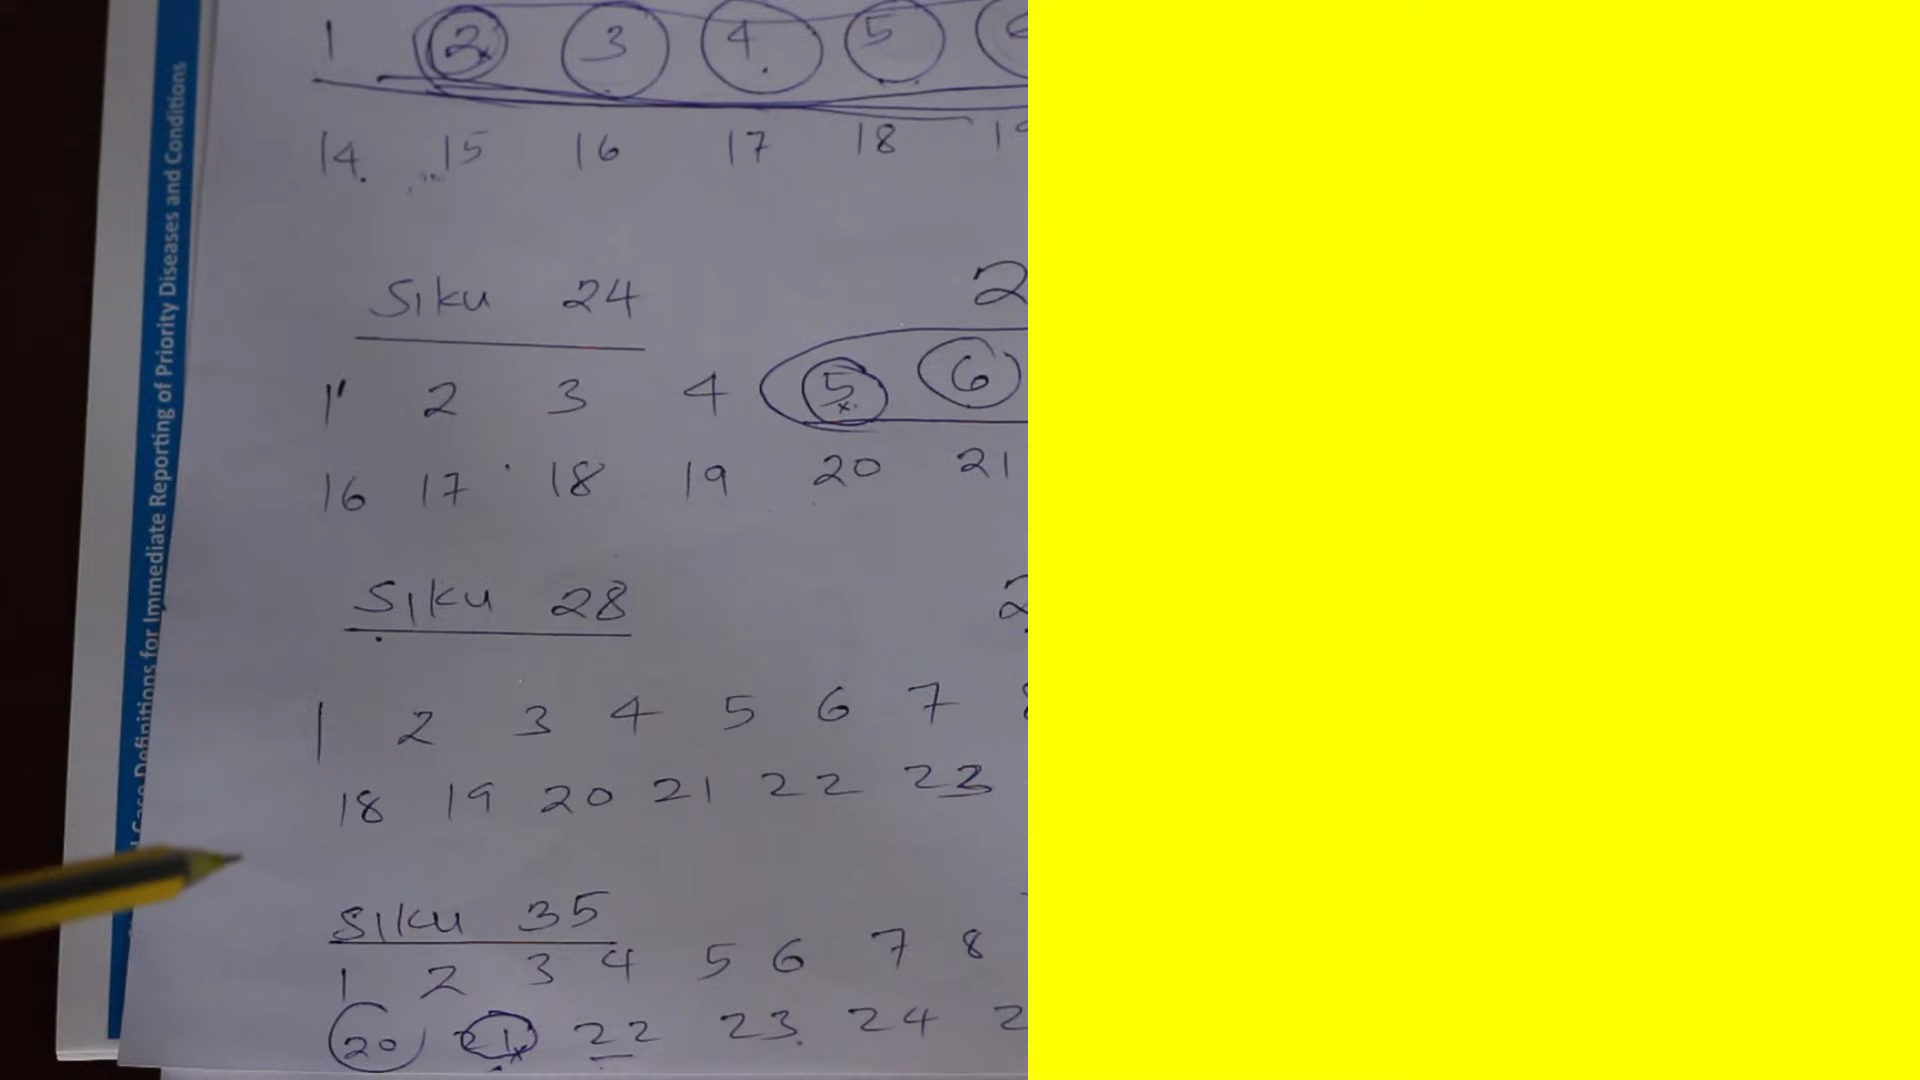 Case Definitions for Immediate Reporting of Priority Diseases and Conditions
1 2 3 4 5
14 15 16 17 18
Siku 24
1 2 3 4 5 6
16 17 18 19 20 21
Siku 28
1 2 3 4 5 6 7
18 19 20 21 22 23
Siku 35
1 2 3 4 5 6 7 8
20 21 22 23 24